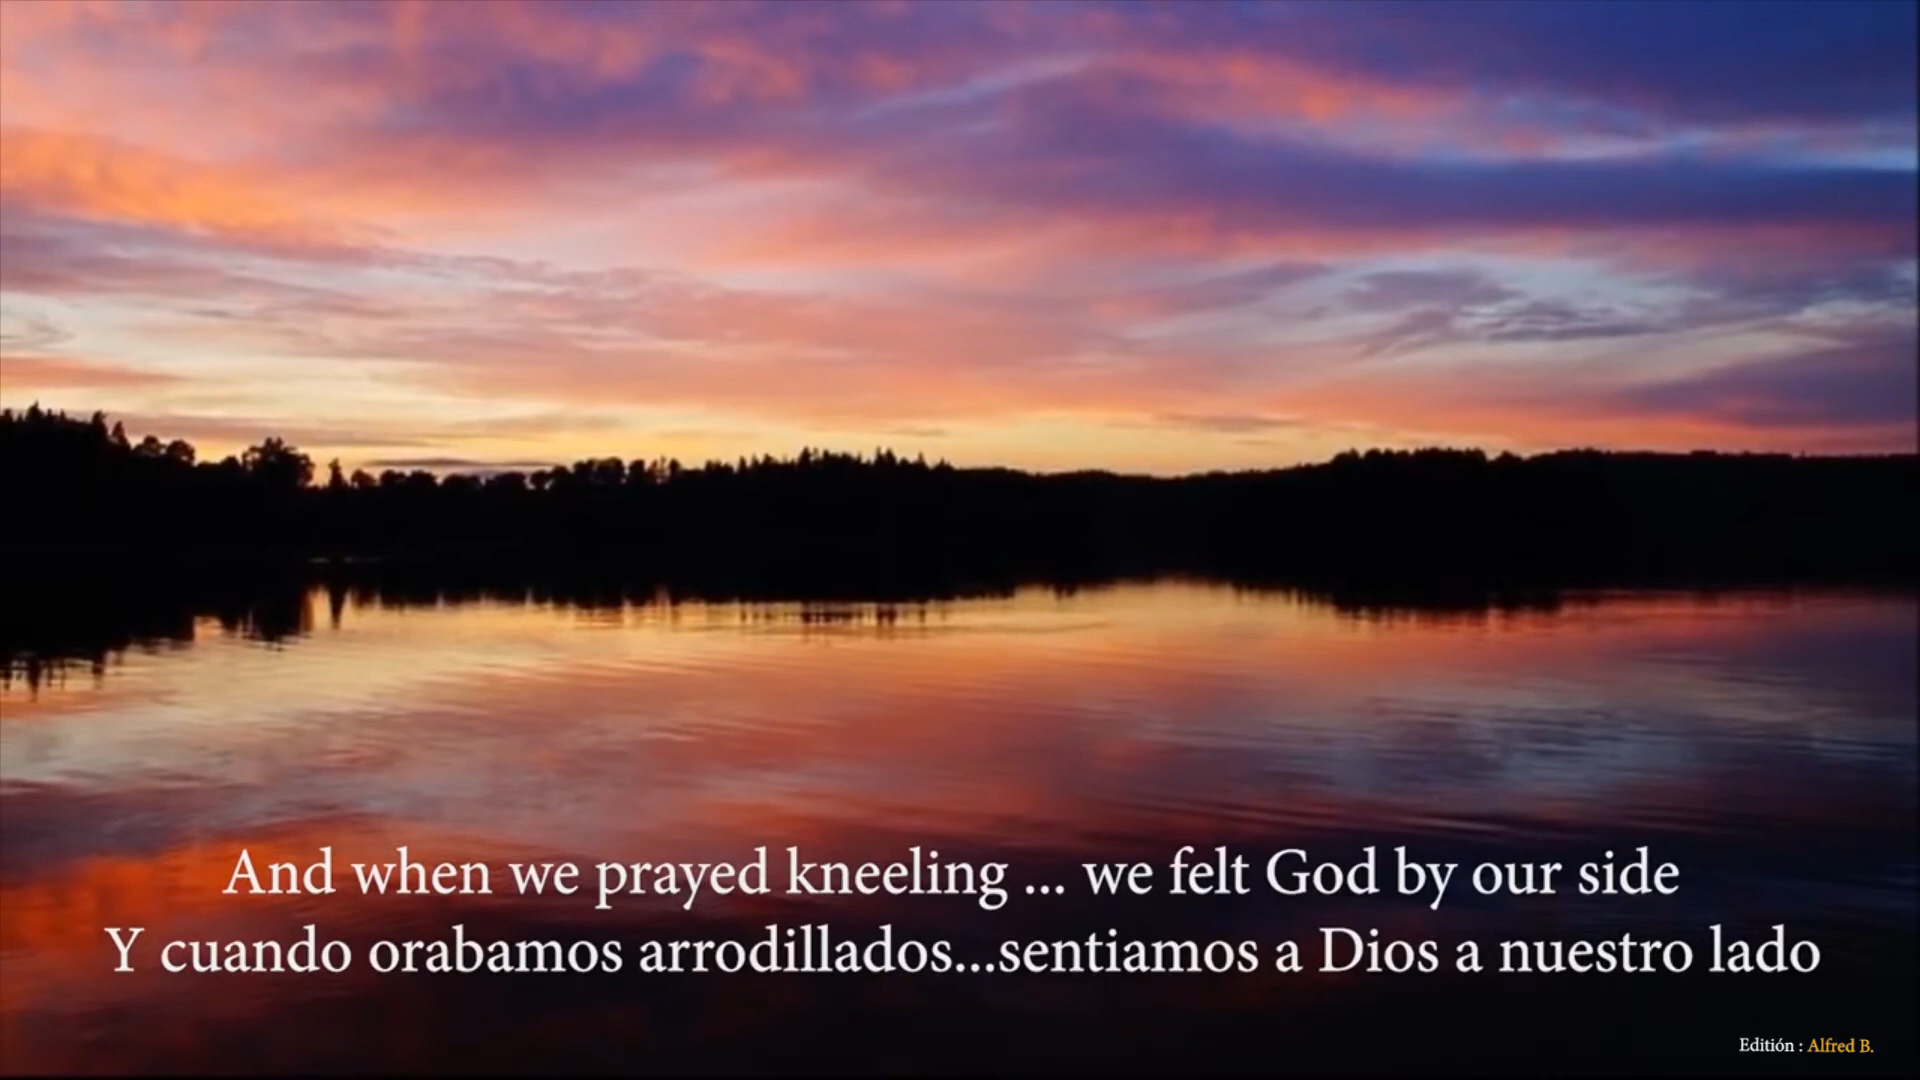 And when we prayed kneeling ... we felt God by our side
Y cuando orabamos arrodillados...sentiamos a Dios a nuestro lado
Editión : Alfred B.